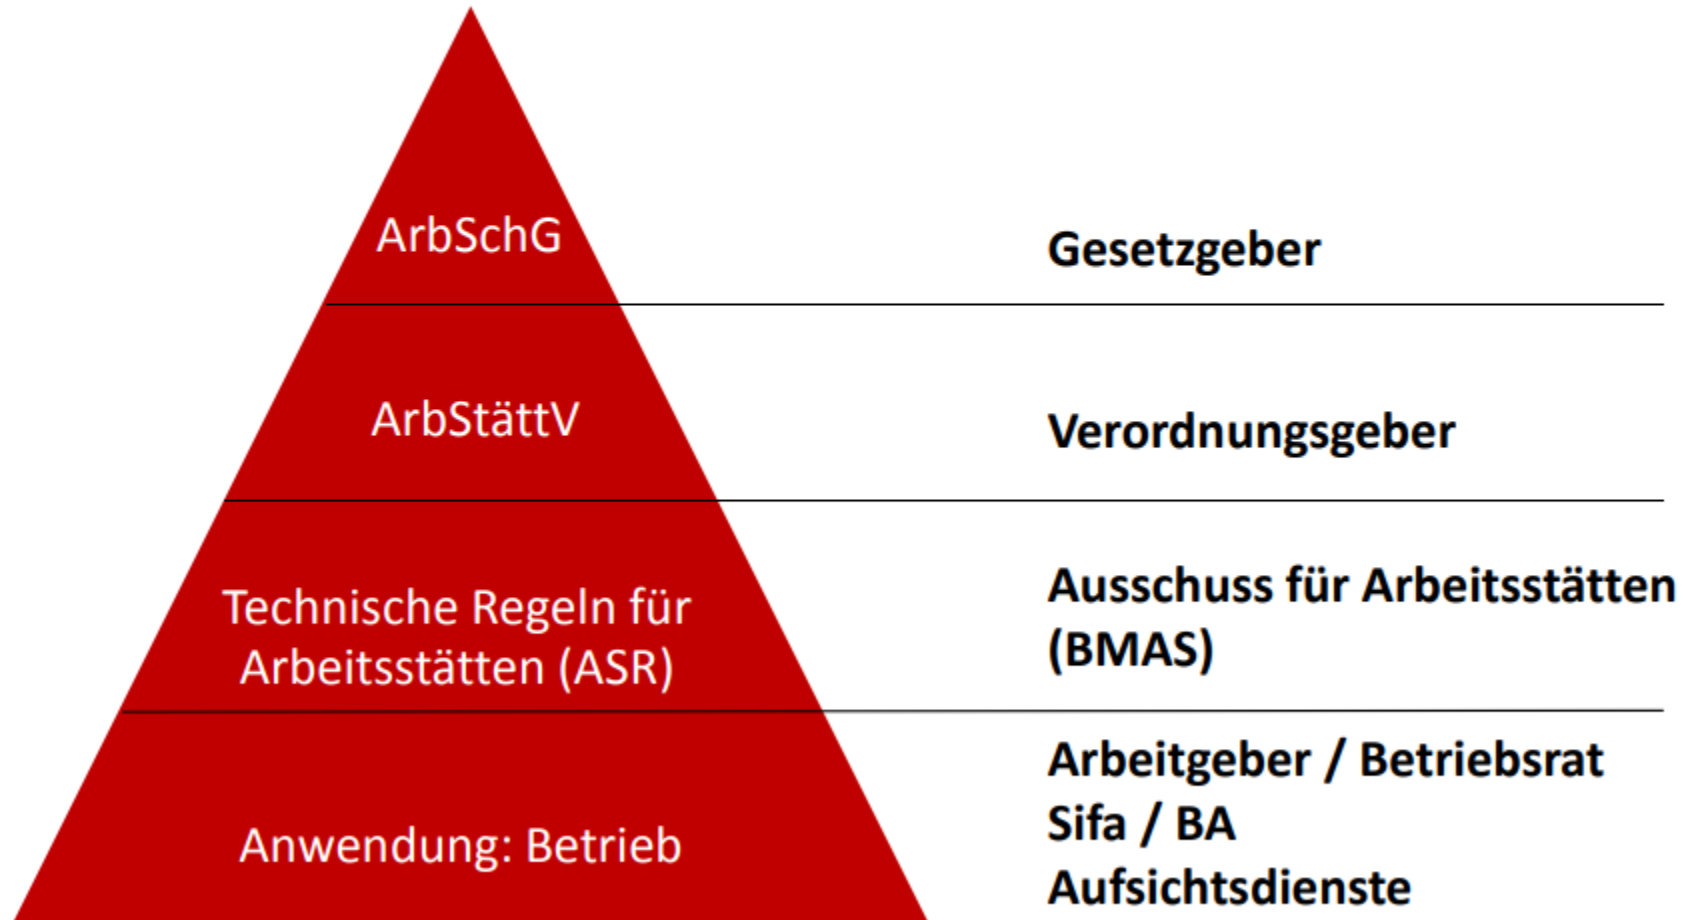 ArbSchG
Gesetzgeber
ArbStättV
Verordnungsgeber
Technische Regeln für
Arbeitsstätten (ASR)
Ausschuss für Arbeitsstätten
(BMAS)
Anwendung: Betrieb
Arbeitgeber / Betriebsrat
Sifa / BA
Aufsichtsdienste